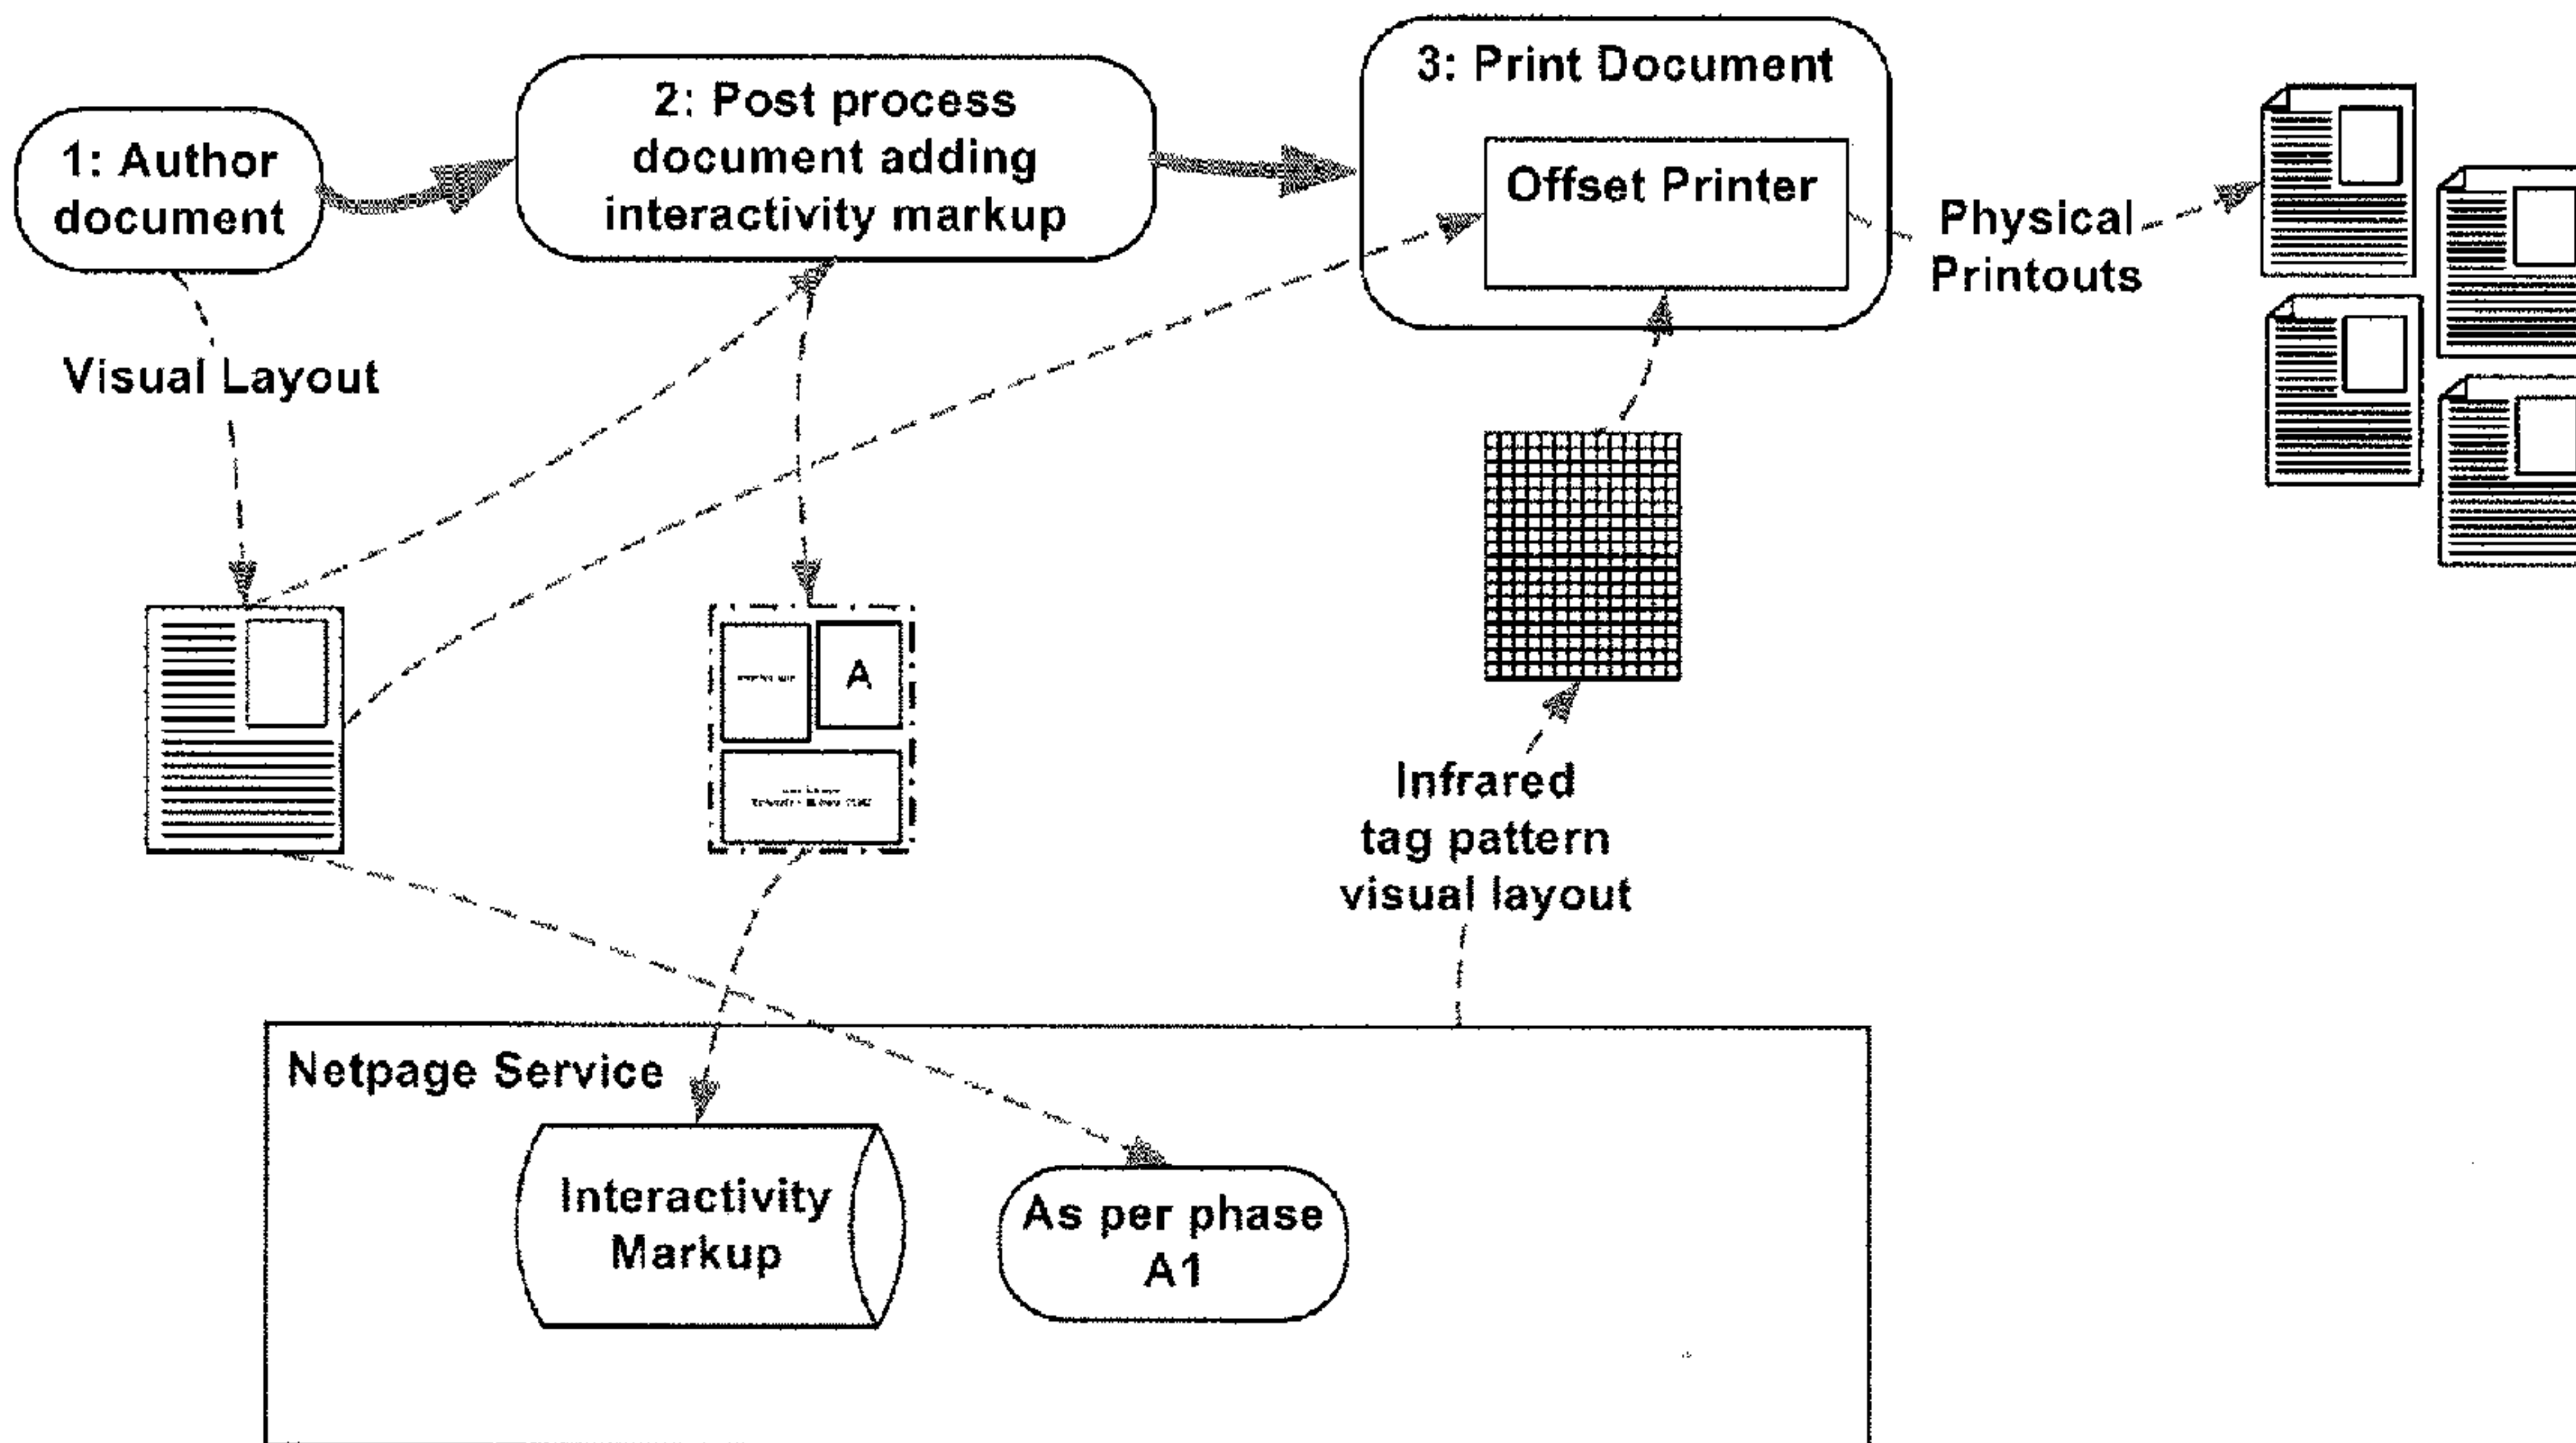 1: Author
document
2: Post process
document adding
interactivity markup
3: Print Document
Offset Printer
Physical
Printouts
Visual Layout
A
Infrared
tag pattern
visual layout
Netpage Service
Interactivity
Markup
As per phase
A1